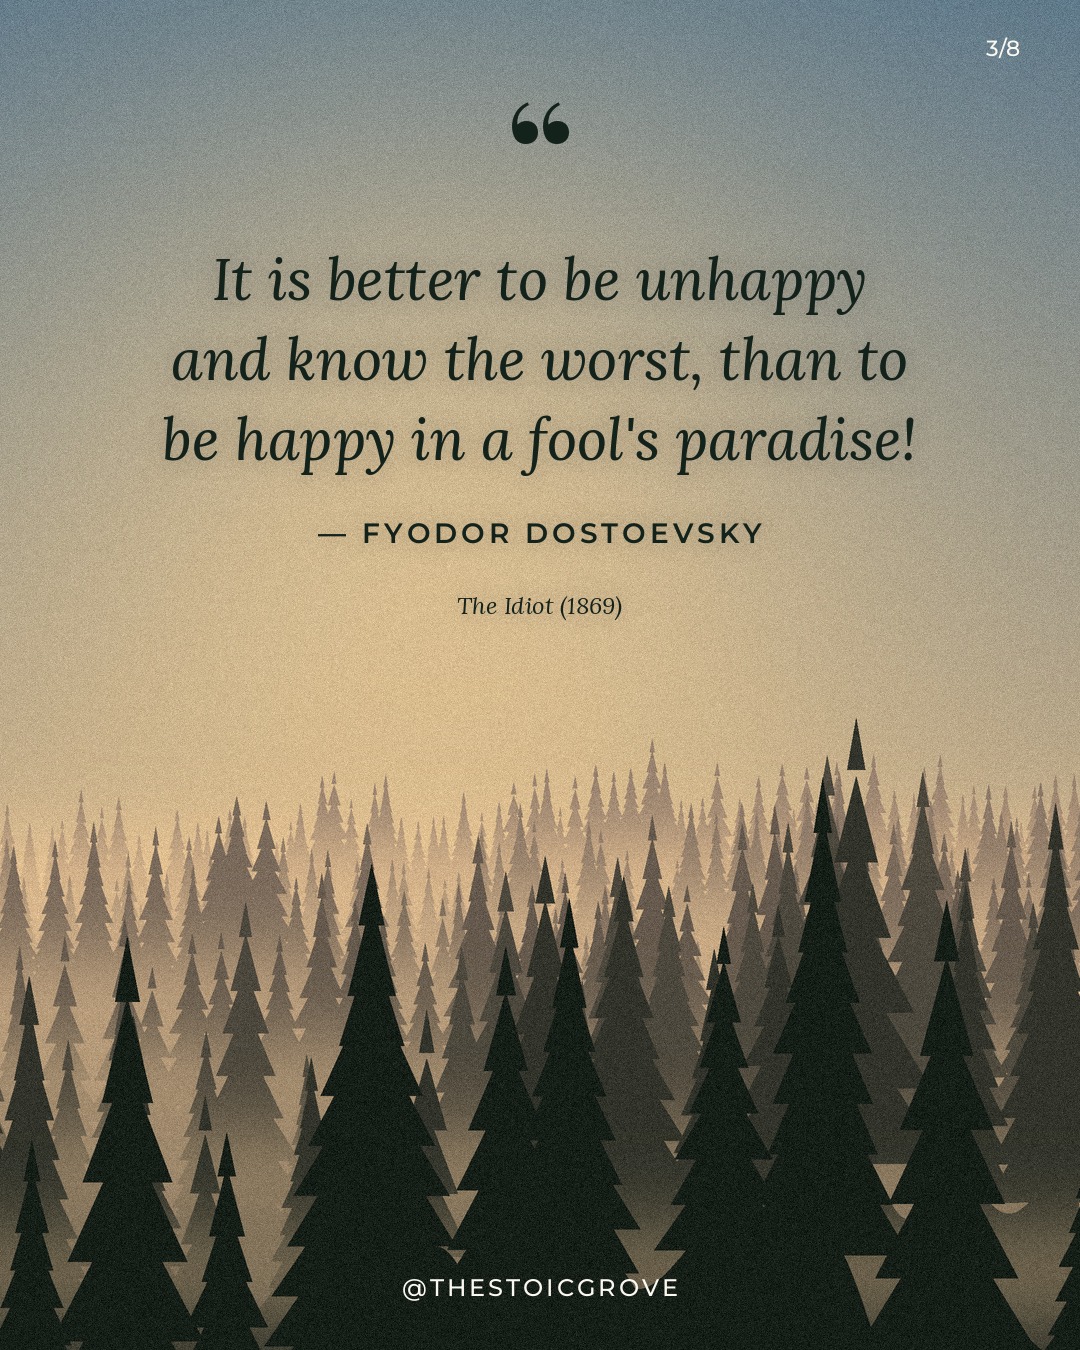 3/8
“
It is better to be unhappy
and know the worst, than to
be happy in a fool's paradise!
— FYODOR DOSTOEVSKY
The Idiot (1869)
@THESTOICGROVE